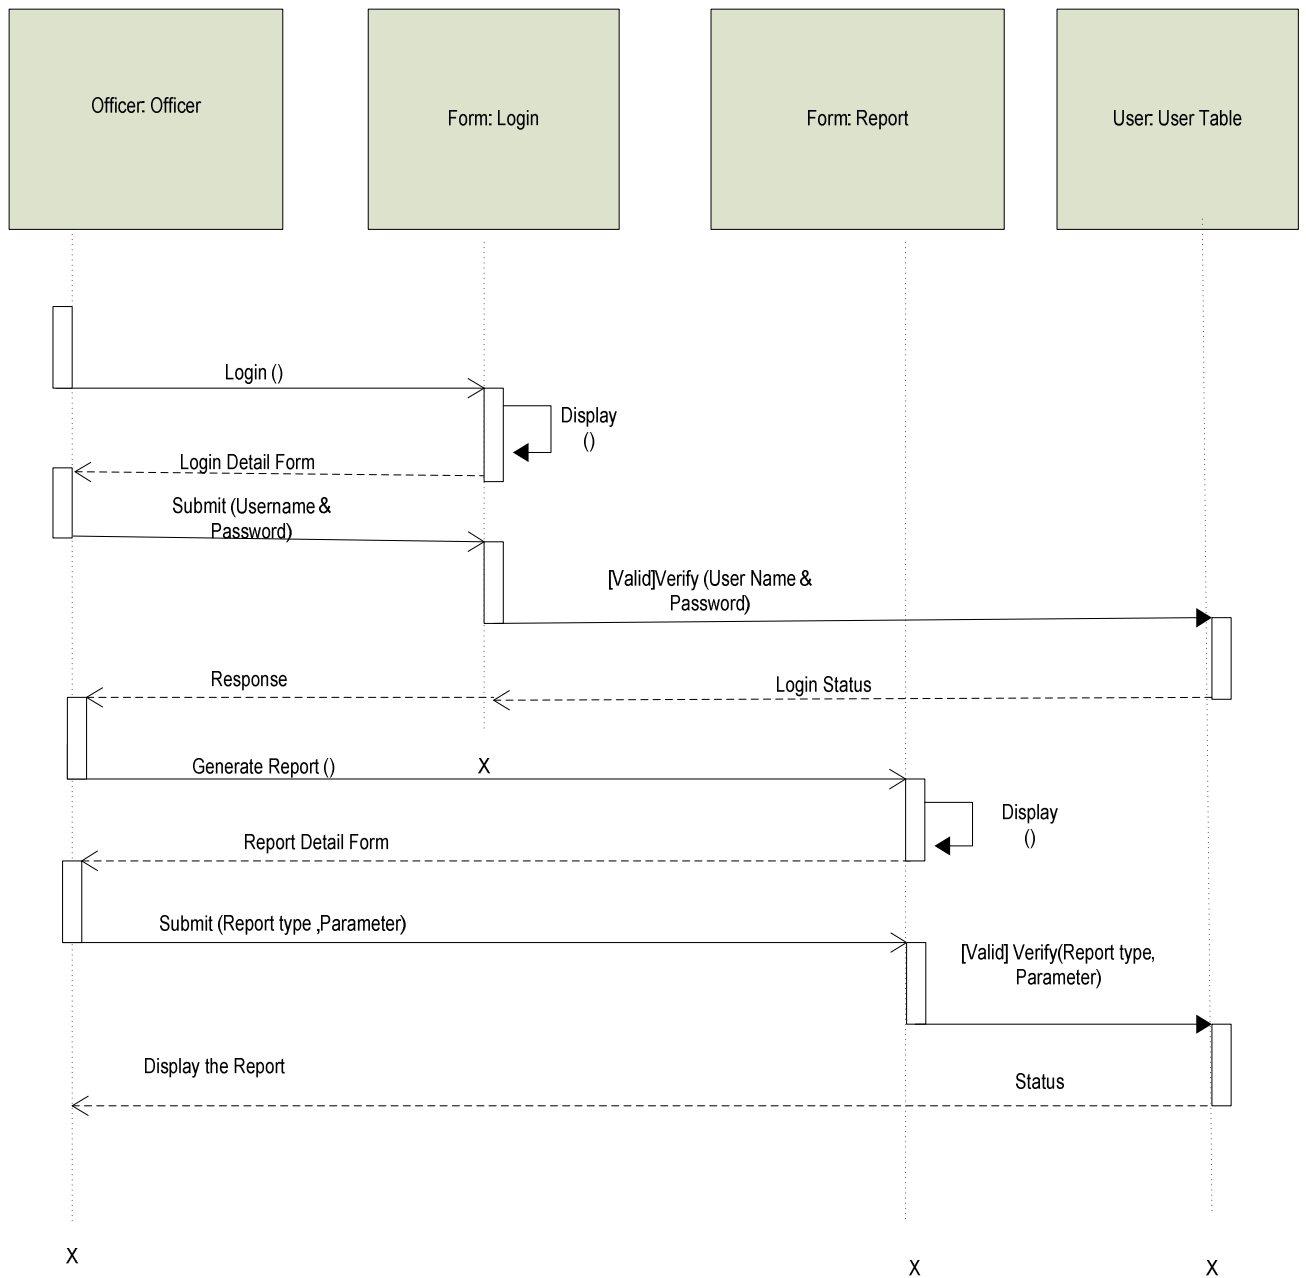 Officer: Officer
Form: Login
Form: Report
User: User Table
Login ()
Display
()
Login Detail Form
Submit (Username &
Password)
[Valid]Verify (User Name &
Password)
Response
Login Status
Generate Report ()
X
Display
()
Report Detail Form
Submit (Report type ,Parameter)
[Valid] Verify(Report type,
Parameter)
Display the Report
Status
X
X
X